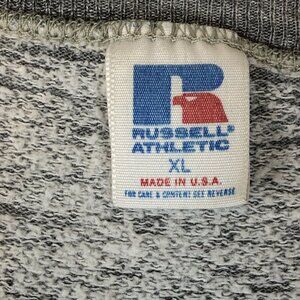 R
RUSSELL®
ATHLETIC
XL
MADE IN U.S.A.
FOR CARE & CONTENT SEE REVERSE